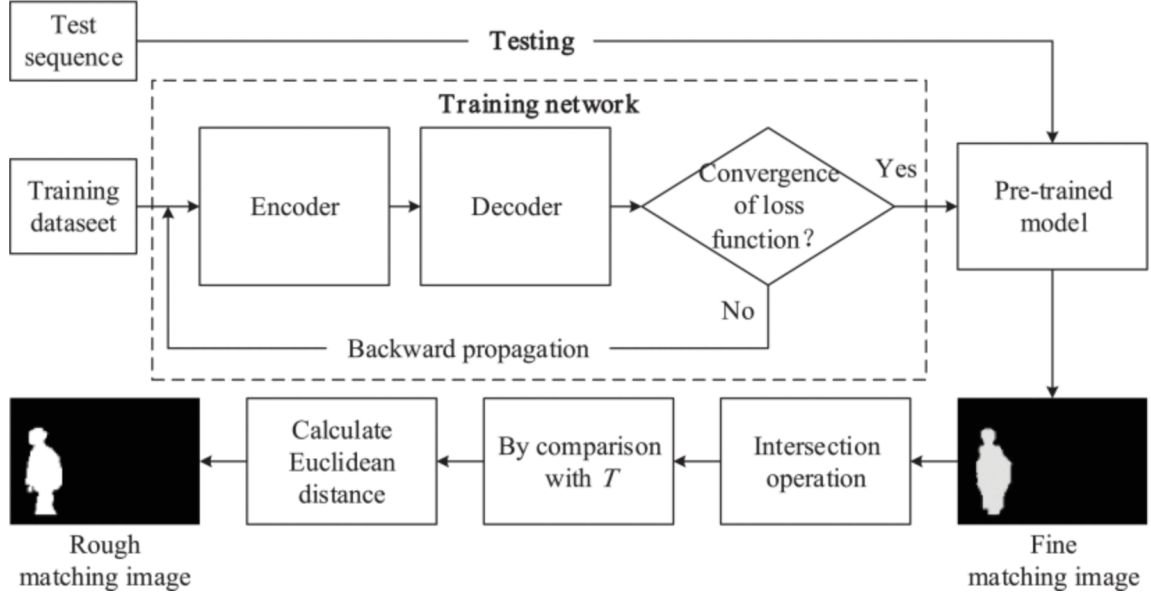 Test
sequence
Testing
Training network
Training
dataseet
Encoder
Decoder
Convergence
of loss
function?
Yes
No
Backward propagation
Pre-trained
model
Calculate
Euclidean
distance
By comparison
with T
Intersection
operation
Rough
matching image
Fine
matching image